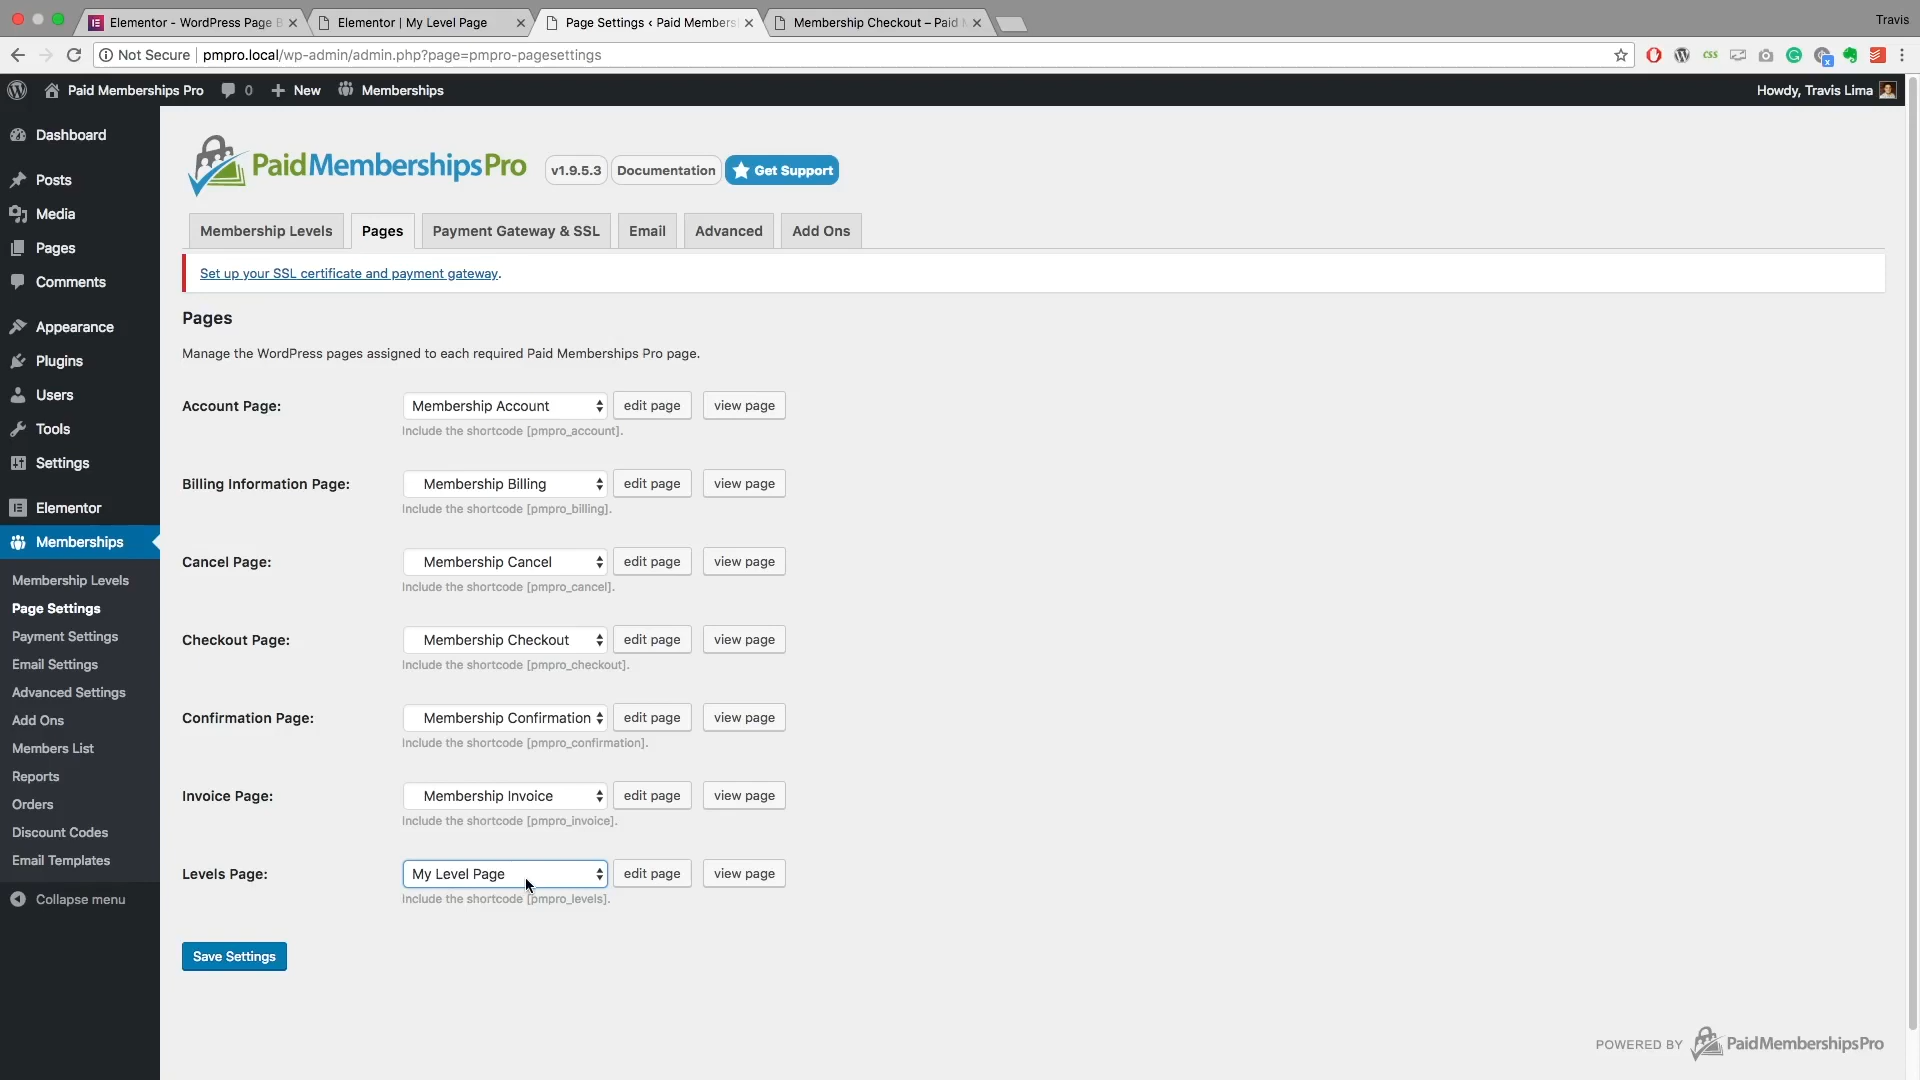 Elementor - WordPress Page B
Elementor | My Level Page
Page Settings ‹ Paid Members
Membership Checkout – Paid
Travis
Not Secure
pmpro.local/wp-admin/admin.php?page=pmpro-pagesettings
css
Paid Memberships Pro
0
New
Memberships
Howdy, Travis Lima
Dashboard
Posts
Media
Pages
Comments
Appearance
Plugins
Users
Tools
Settings
Elementor
Memberships
Membership Levels
Page Settings
Payment Settings
Email Settings
Advanced Settings
Add Ons
Members List
Reports
Orders
Discount Codes
Email Templates
Collapse menu
PaidMembershipsPro
v1.9.5.3
Documentation
Get Support
Membership Levels
Pages
Payment Gateway & SSL
Email
Advanced
Add Ons
Set up your SSL certificate and payment gateway.
Pages
Manage the WordPress pages assigned to each required Paid Memberships Pro page.
Account Page: Membership Account edit page view page
Include the shortcode [pmpro_account].
Billing Information Page: Membership Billing edit page view page
Include the shortcode [pmpro_billing].
Cancel Page: Membership Cancel edit page view page
Include the shortcode [pmpro_cancel].
Checkout Page: Membership Checkout edit page view page
Include the shortcode [pmpro_checkout].
Confirmation Page: Membership Confirmation edit page view page
Include the shortcode [pmpro_confirmation].
Invoice Page: Membership Invoice edit page view page
Include the shortcode [pmpro_invoice].
Levels Page: My Level Page edit page view page
Include the shortcode [pmpro_levels].
Save Settings
POWERED BY PaidMembershipsPro